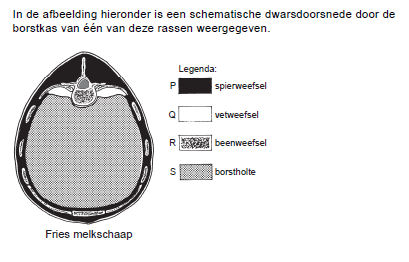 In de afbeelding hieronder is een schematische dwarsdoorsnede door de
borstkas van één van deze rassen weergegeven.
Legenda:
P spierweefsel
Q vetweefsel
R beenweefsel
S borstholte
Fries melkschaap